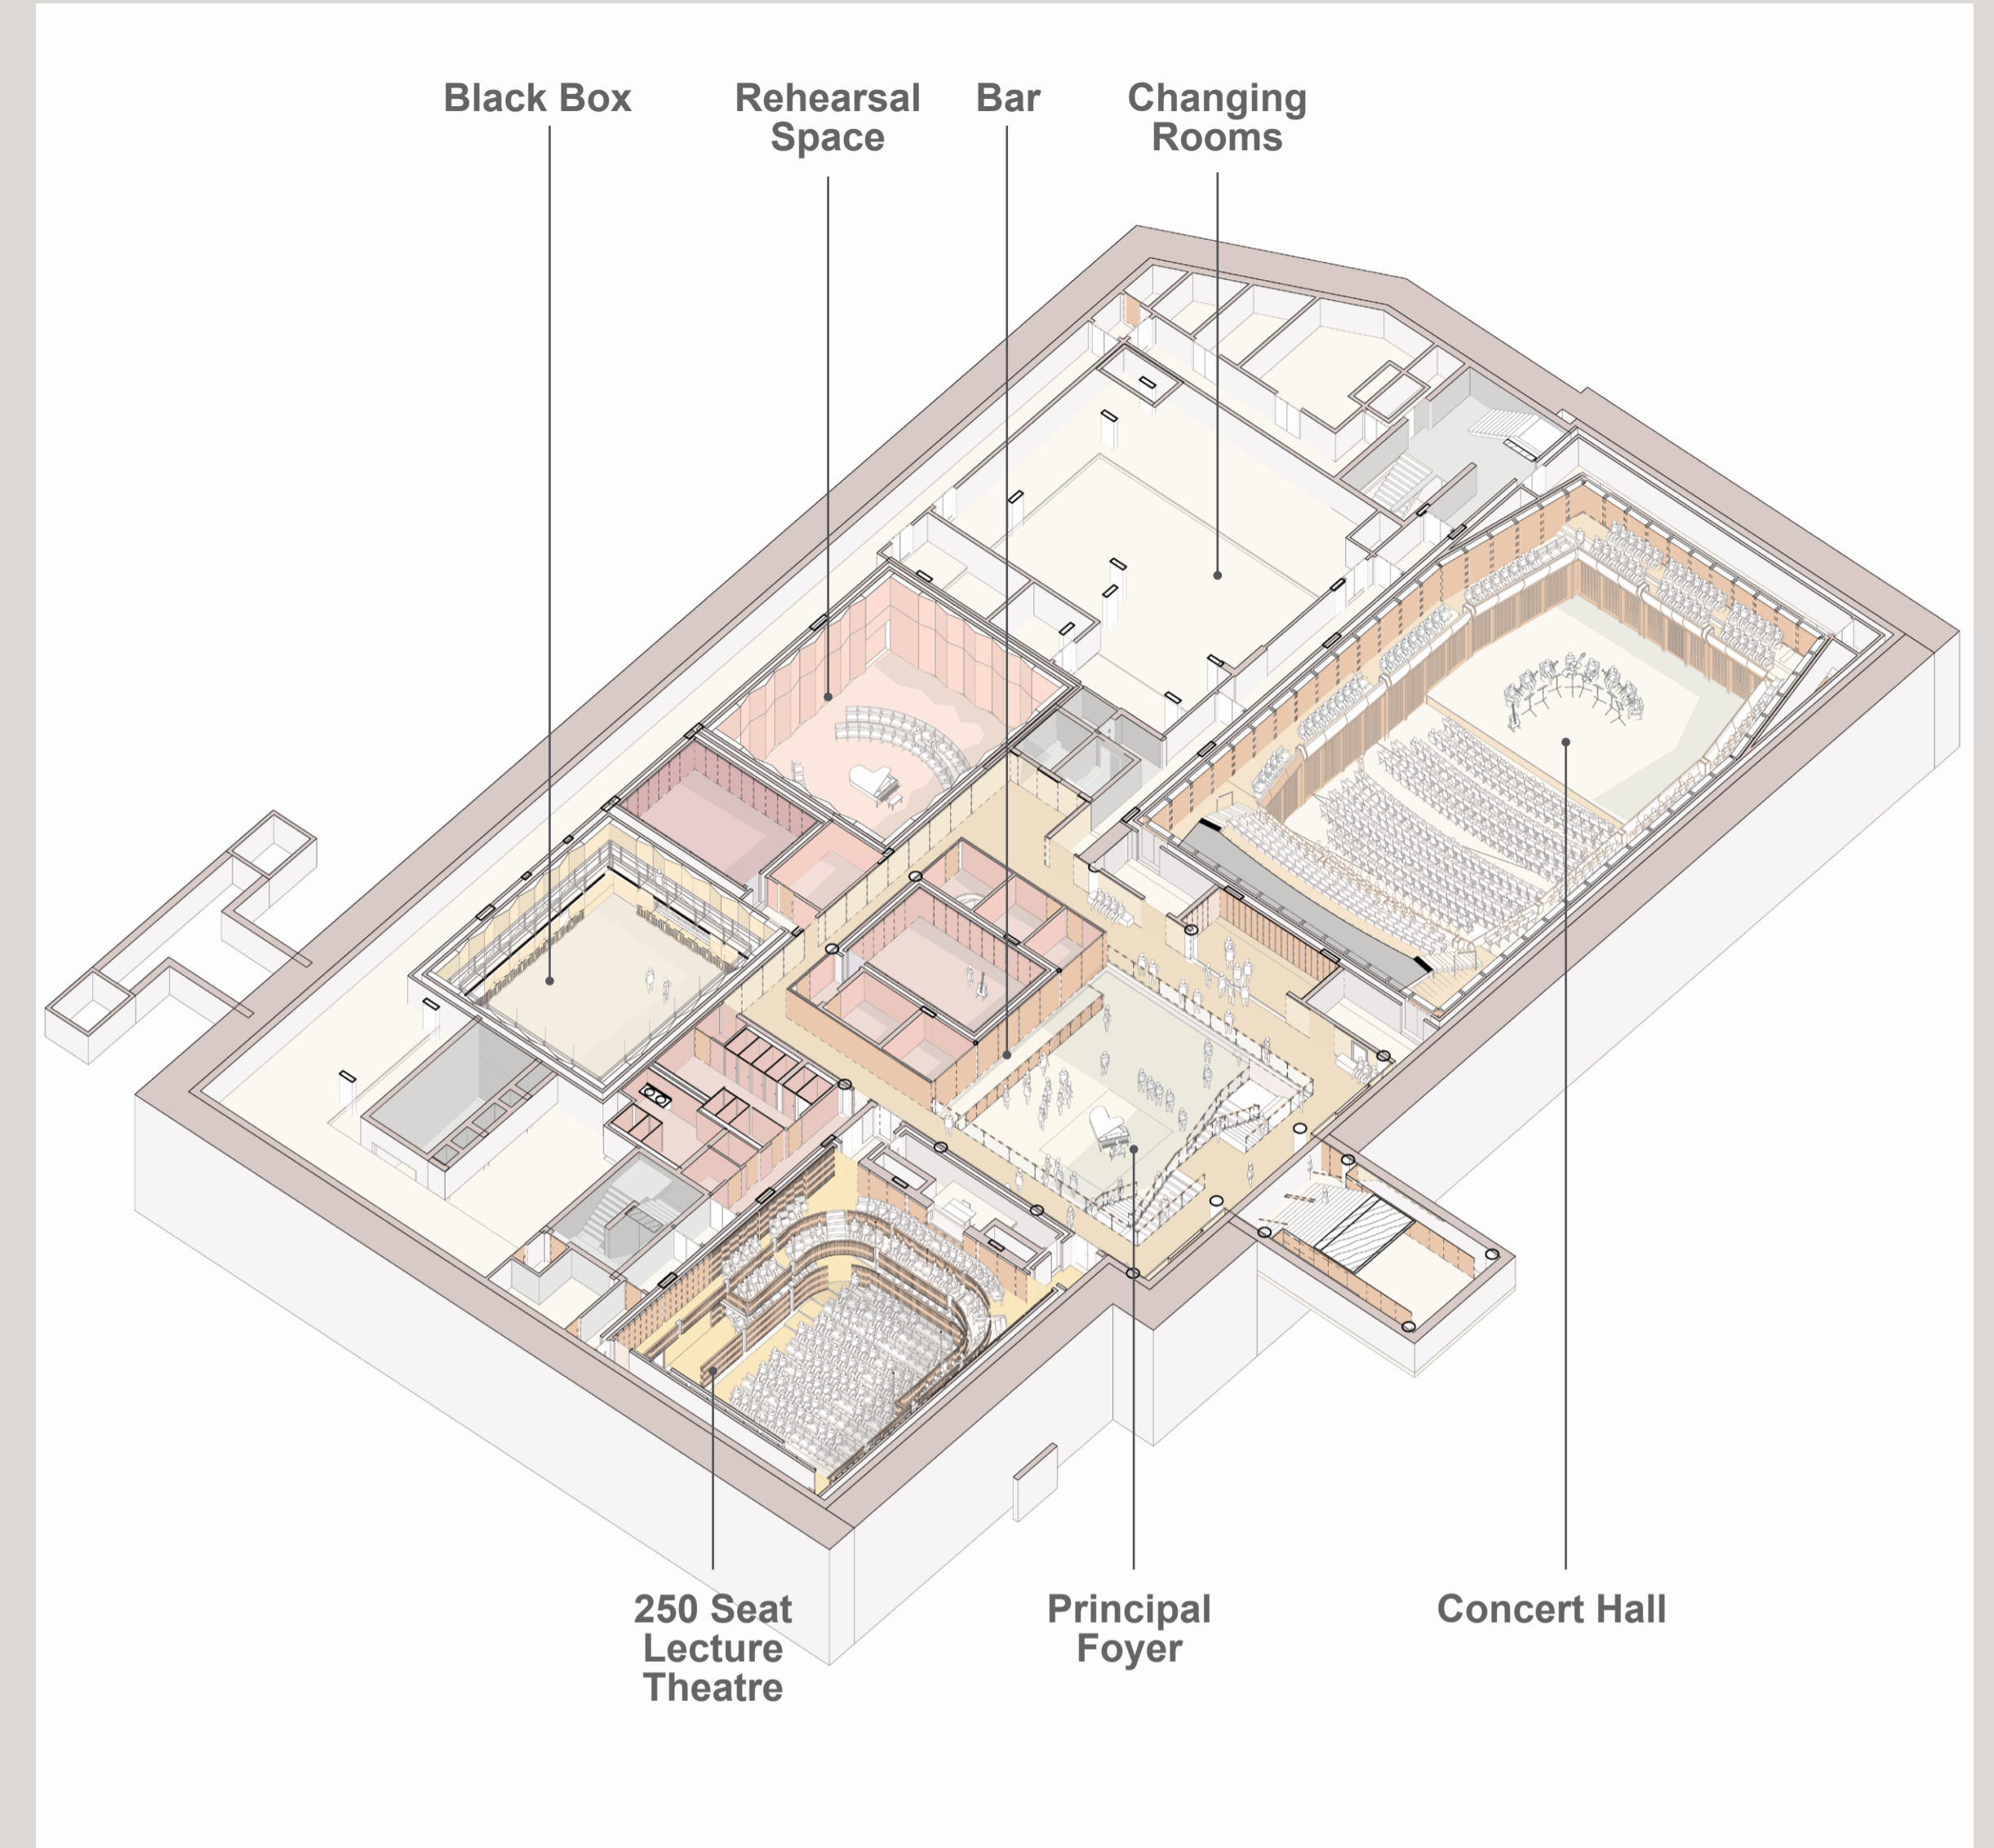 Black Box
Rehearsal
Space
Bar
Changing
Rooms
250 Seat
Lecture
Theatre
Principal
Foyer
Concert Hall